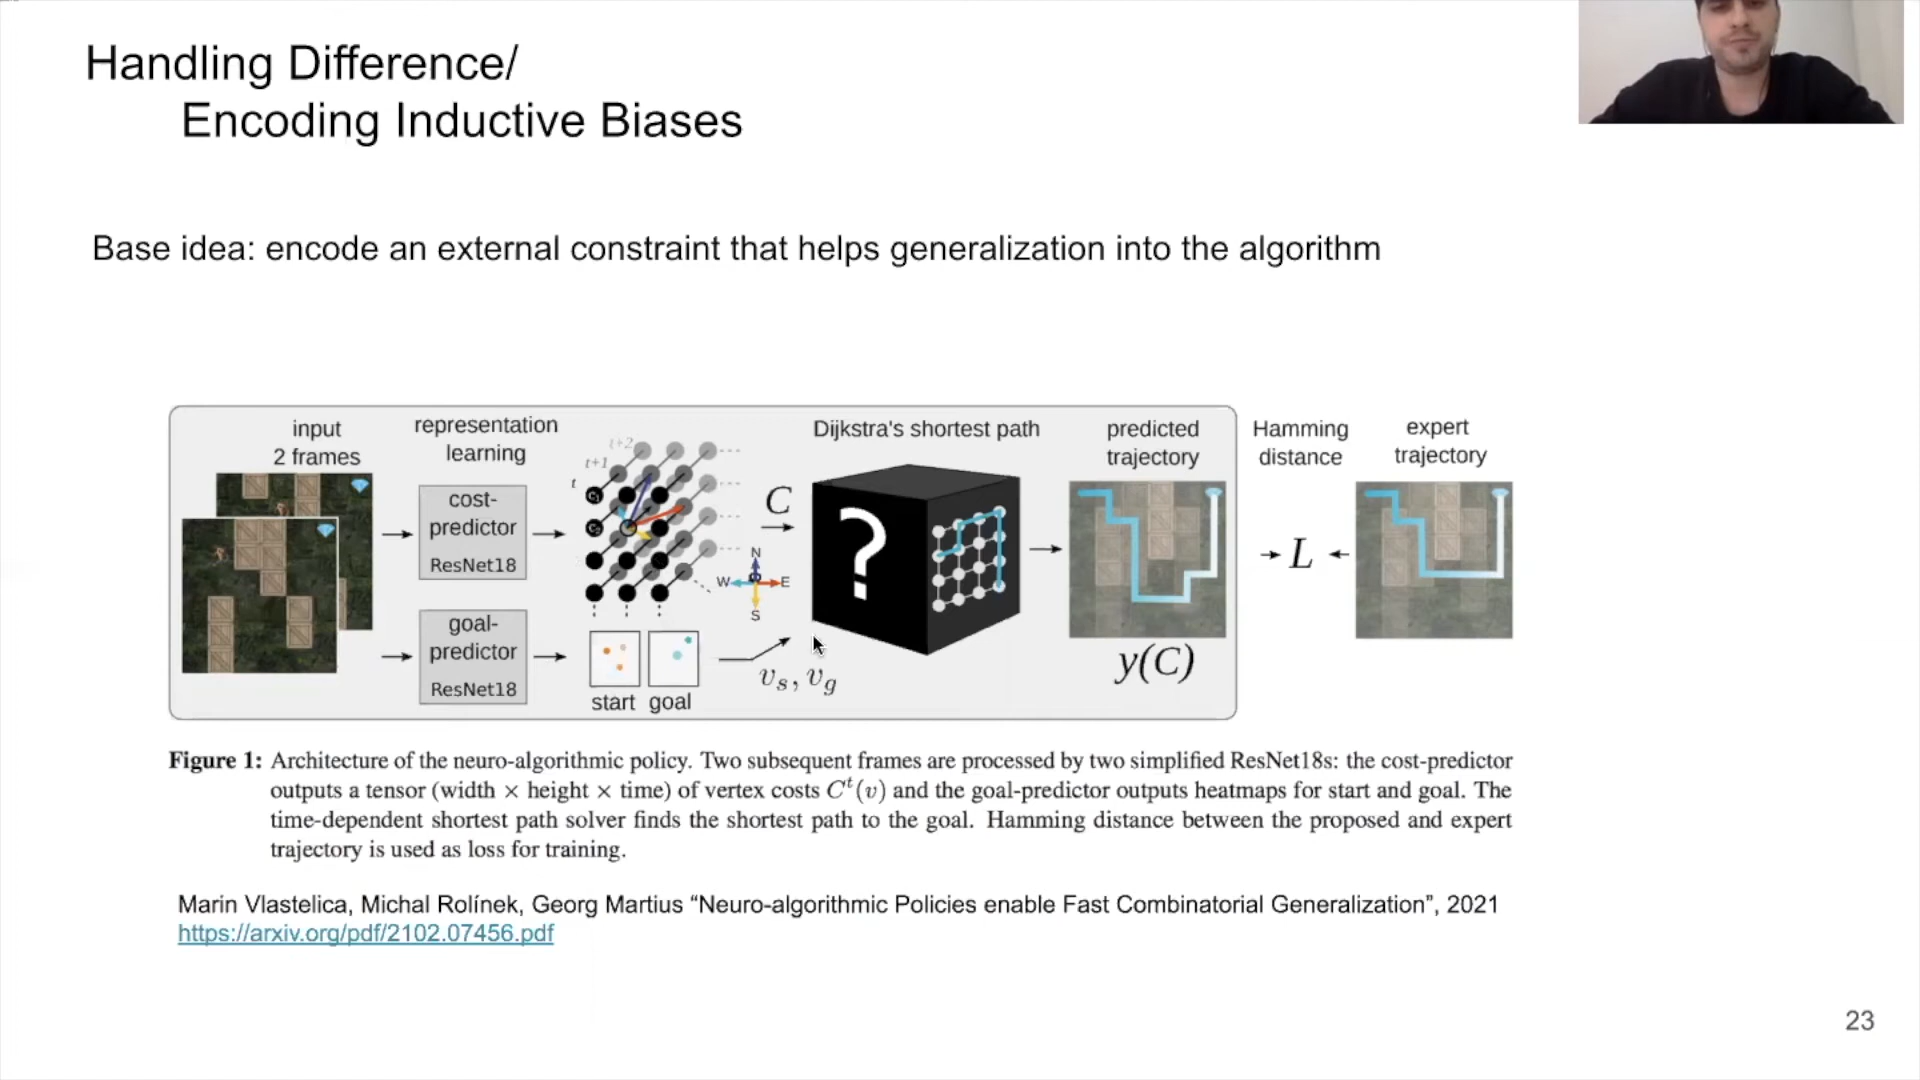 Handling Difference/
Encoding Inductive Biases
Base idea: encode an external constraint that helps generalization into the algorithm
input
2 frames
representation
learning
cost-
predictor
ResNet18
goal-
predictor
ResNet18
t+2
t+1
t
C₁
C₂
start goal
C
N
W E
S
vₛ, v_g
Dijkstra's shortest path
?
predicted
trajectory
y(C)
Hamming
distance
→ L ←
expert
trajectory
Figure 1: Architecture of the neuro-algorithmic policy. Two subsequent frames are processed by two simplified ResNet18s: the cost-predictor
outputs a tensor (width × height × time) of vertex costs Cᵗ(v) and the goal-predictor outputs heatmaps for start and goal. The
time-dependent shortest path solver finds the shortest path to the goal. Hamming distance between the proposed and expert
trajectory is used as loss for training.
Marin Vlastelica, Michal Rolínek, Georg Martius “Neuro-algorithmic Policies enable Fast Combinatorial Generalization”, 2021
https://arxiv.org/pdf/2102.07456.pdf
23